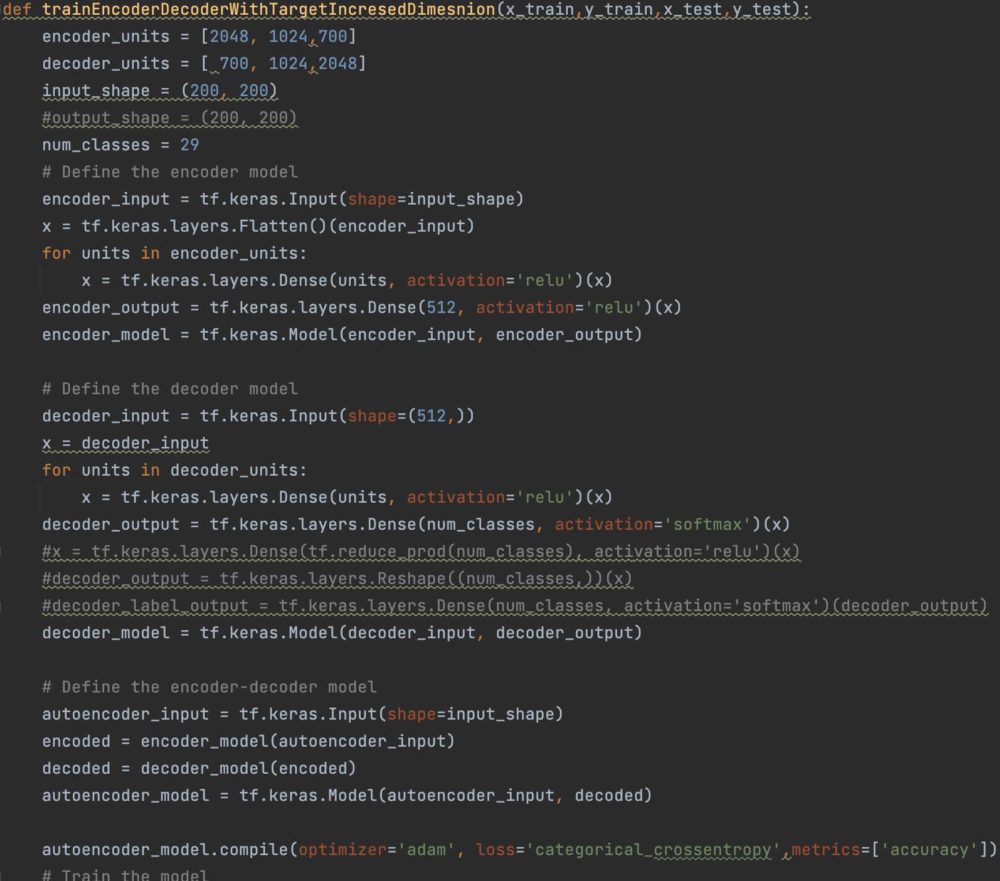 def trainEncoderDecoderWithTargetIncresedDimesnion(x_train,y_train,x_test,y_test):
    encoder_units = [2048, 1024,700]
    decoder_units = [ 700, 1024,2048]
    input_shape = (200, 200)
    #output_shape = (200, 200)
    num_classes = 29
    # Define the encoder model
    encoder_input = tf.keras.Input(shape=input_shape)
    x = tf.keras.layers.Flatten()(encoder_input)
    for units in encoder_units:
        x = tf.keras.layers.Dense(units, activation='relu')(x)
    encoder_output = tf.keras.layers.Dense(512, activation='relu')(x)
    encoder_model = tf.keras.Model(encoder_input, encoder_output)

    # Define the decoder model
    decoder_input = tf.keras.Input(shape=(512,))
    x = decoder_input
    for units in decoder_units:
        x = tf.keras.layers.Dense(units, activation='relu')(x)
    decoder_output = tf.keras.layers.Dense(num_classes, activation='softmax')(x)
    #x = tf.keras.layers.Dense(tf.reduce_prod(num_classes), activation='relu')(x)
    #decoder_output = tf.keras.layers.Reshape((num_classes,))(x)
    #decoder_label_output = tf.keras.layers.Dense(num_classes, activation='softmax')(decoder_output)
    decoder_model = tf.keras.Model(decoder_input, decoder_output)

    # Define the encoder-decoder model
    autoencoder_input = tf.keras.Input(shape=input_shape)
    encoded = encoder_model(autoencoder_input)
    decoded = decoder_model(encoded)
    autoencoder_model = tf.keras.Model(autoencoder_input, decoded)

    autoencoder_model.compile(optimizer='adam', loss='categorical_crossentropy',metrics=['accuracy'])
    # Train the model